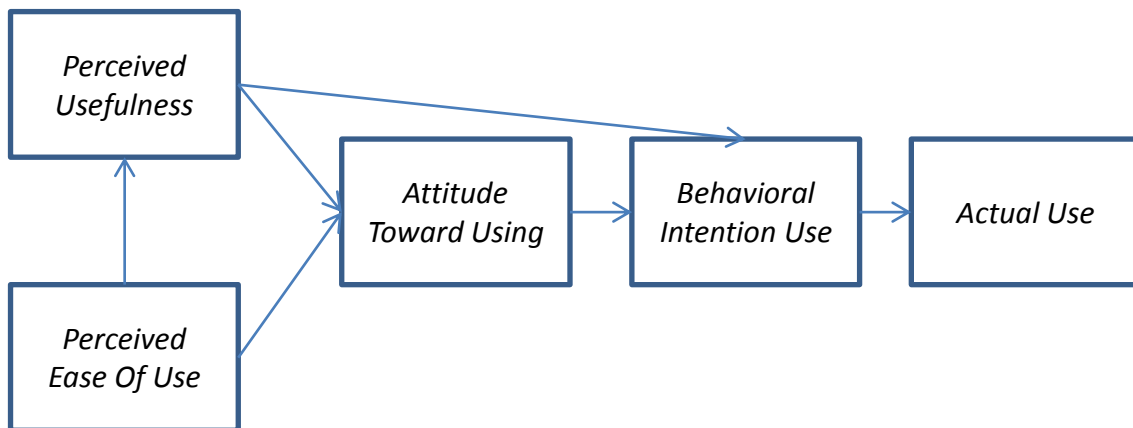 Perceived
Usefulness
Attitude
Toward Using
Behavioral
Intention Use
Actual Use
Perceived
Ease Of Use